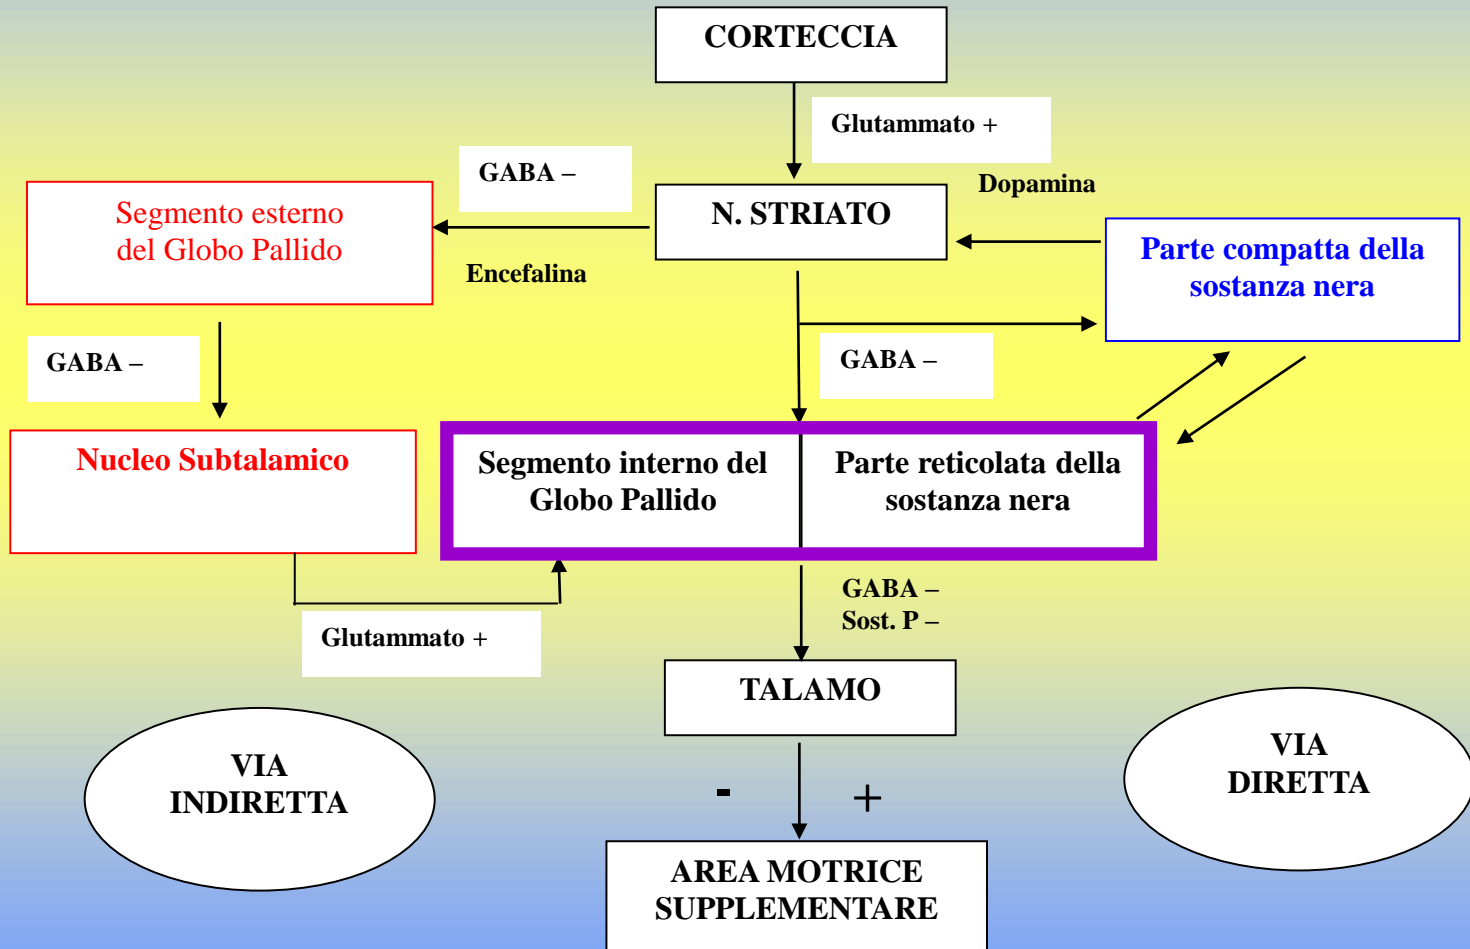 CORTECCIA
Glutammato +
GABA –
Dopamina
Segmento esterno
del Globo Pallido
N. STRIATO
Parte compatta della
sostanza nera
Encefalina
GABA –
GABA –
Nucleo Subtalamico
Segmento interno del
Globo Pallido
Parte reticolata della
sostanza nera
GABA –
Sost. P –
Glutammato +
TALAMO
VIA
INDIRETTA
-
+
VIA
DIRETTA
AREA MOTRICE
SUPPLEMENTARE